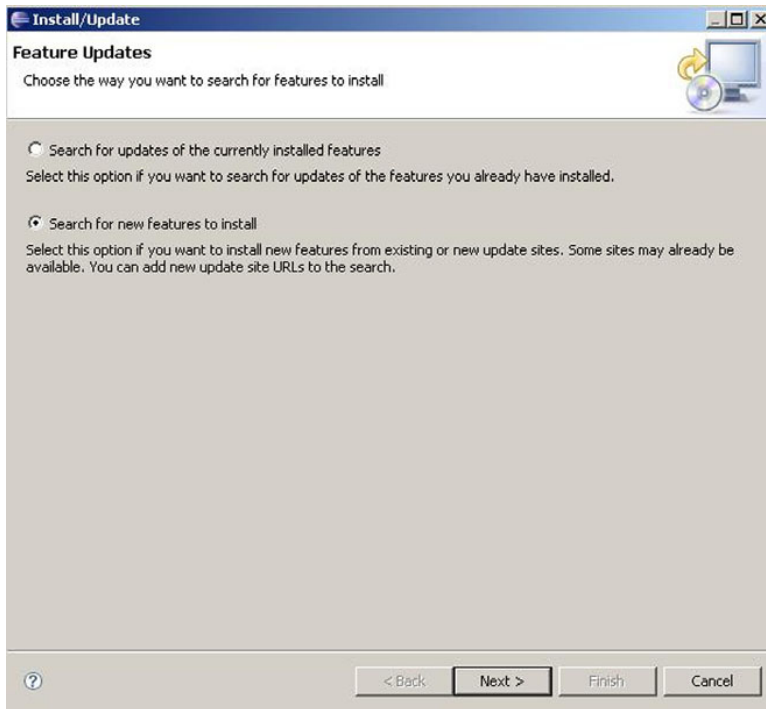 Install/Update
Feature Updates
Choose the way you want to search for features to install
Search for updates of the currently installed features
Select this option if you want to search for updates of the features you already have installed.
Search for new features to install
Select this option if you want to install new features from existing or new update sites. Some sites may already be
available. You can add new update site URLs to the search.
? < Back Next > Finish Cancel